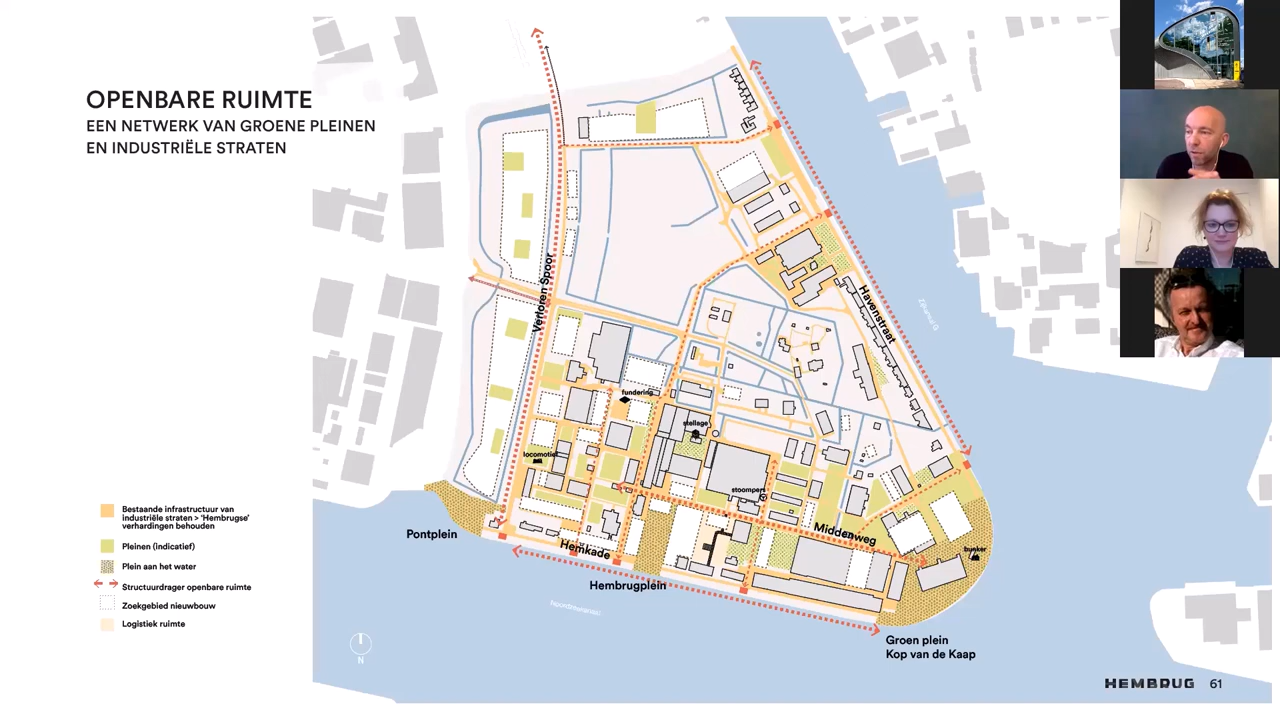 OPENBARE RUIMTE
EEN NETWERK VAN GROENE PLEINEN
EN INDUSTRIËLE STRATEN
Verloren Spoor
Havenstraat
Zijkanaal G
fundering
stellage
locomotief
stoompers
Middenweg
bunker
Pontplein
Hemkade
Hembrugplein
Noordzeekanaal
Groen plein
Kop van de Kaap
Bestaande infrastructuur van
industriële straten > 'Hembrugse'
verhardingen behouden
Pleinen (indicatief)
Plein aan het water
Structuurdrager openbare ruimte
Zoekgebied nieuwbouw
Logistiek ruimte
N
HEMBRUG 61